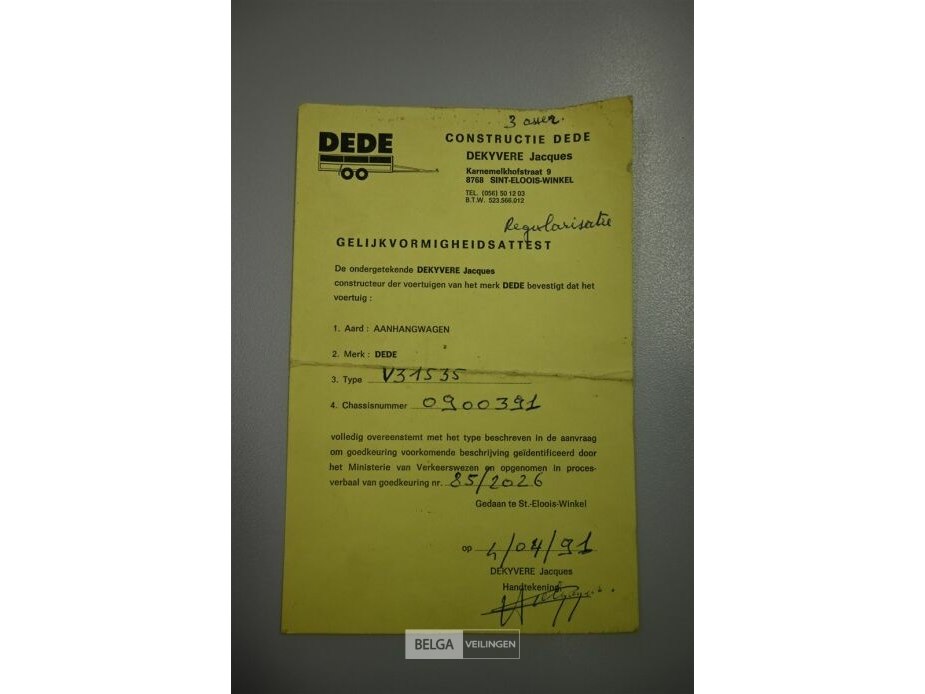 3 assen.
DEDE
CONSTRUCTIE DEDE
DEKYVERE Jacques
Karnemelkhofstraat 9
8768 SINT-ELOOIS-WINKEL
TEL. (056) 50 12 03
B.T.W. 523.566.012
Regularisatie
GELIJKVORMIGHEIDSATTEST
De ondergetekende DEKYVERE Jacques
constructeur der voertuigen van het merk DEDE bevestigt dat het
voertuig :
1. Aard : AANHANGWAGEN
2. Merk : DEDE
3. Type V31535
4. Chassisnummer 0900391
volledig overeenstemt met het type beschreven in de aanvraag
om goedkeuring voorkomende beschrijving geïdentificeerd door
het Ministerie van Verkeerswezen en opgenomen in proces-
verbaal van goedkeuring nr. 85/2026
Gedaan te St.-Eloois-Winkel
op 4/04/91
DEKYVERE Jacques
Handtekening
BELGA VEILINGEN